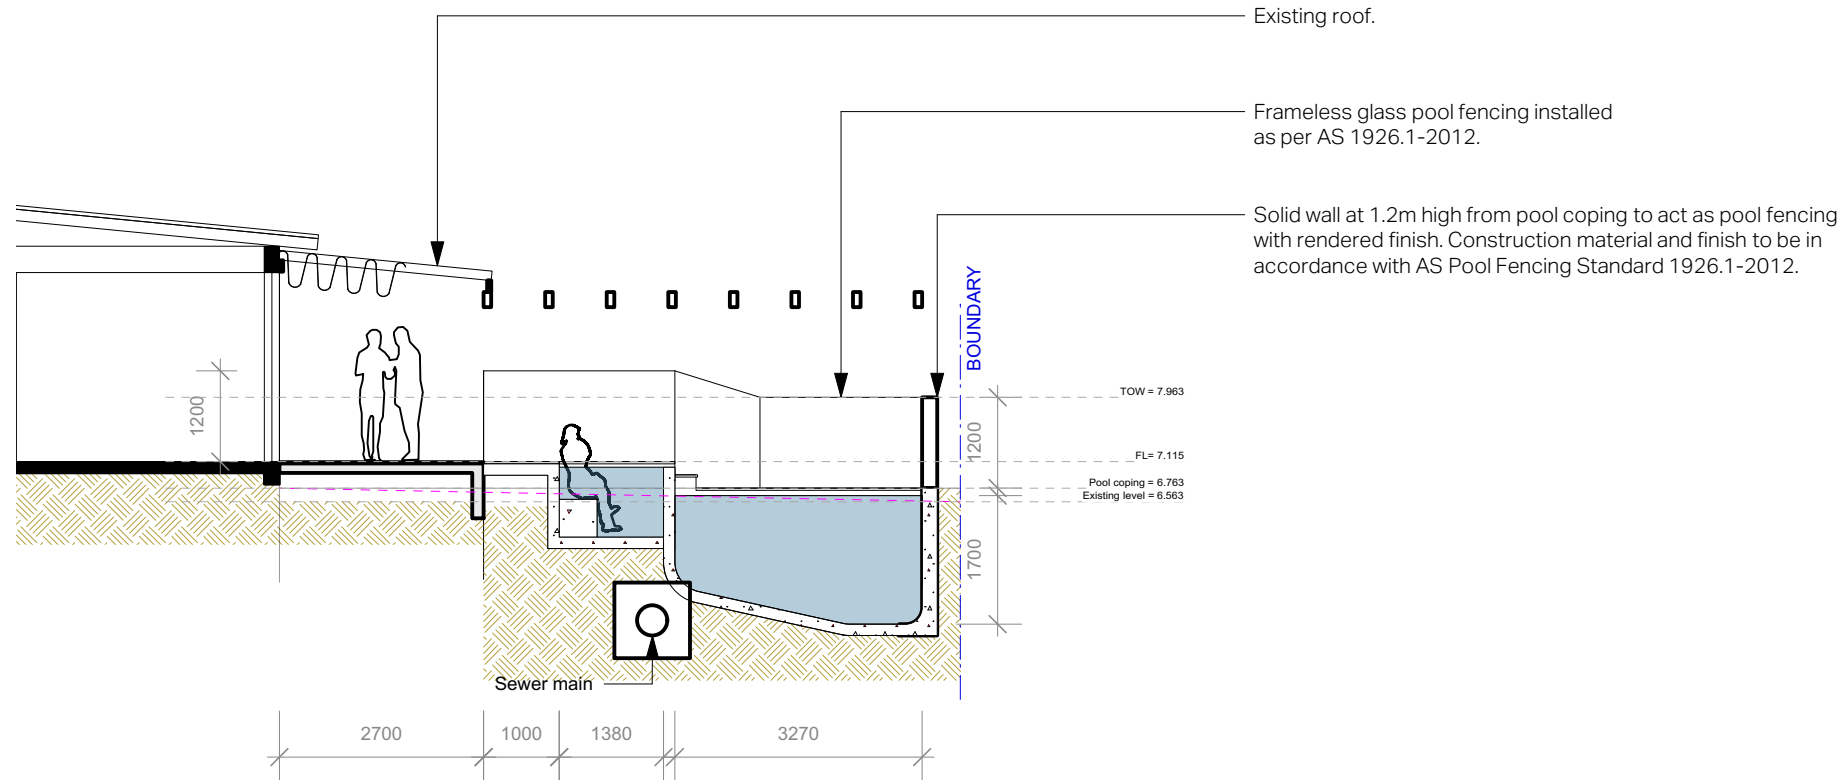 Existing roof.
Frameless glass pool fencing installed
as per AS 1926.1-2012.
Solid wall at 1.2m high from pool coping to act as pool fencing
with rendered finish. Construction material and finish to be in
accordance with AS Pool Fencing Standard 1926.1-2012.
BOUNDARY
TOW = 7.963
1200
1200
FL= 7.115
Pool coping = 6.763
Existing level = 6.563
1700
Sewer main
2700
1000
1380
3270